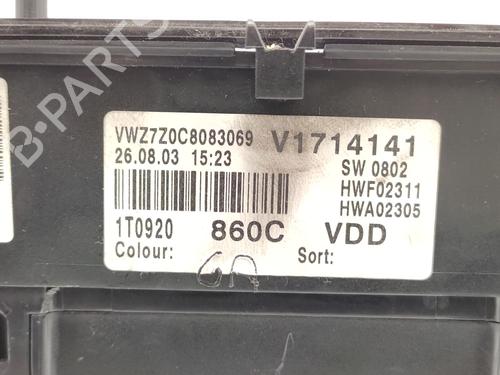 VWZ7Z0C8083069 V1714141
26.08.03 15:23 SW 0802
HWF02311
HWA02305
1T0920 860C VDD
Colour: Sort:
B-PARTS